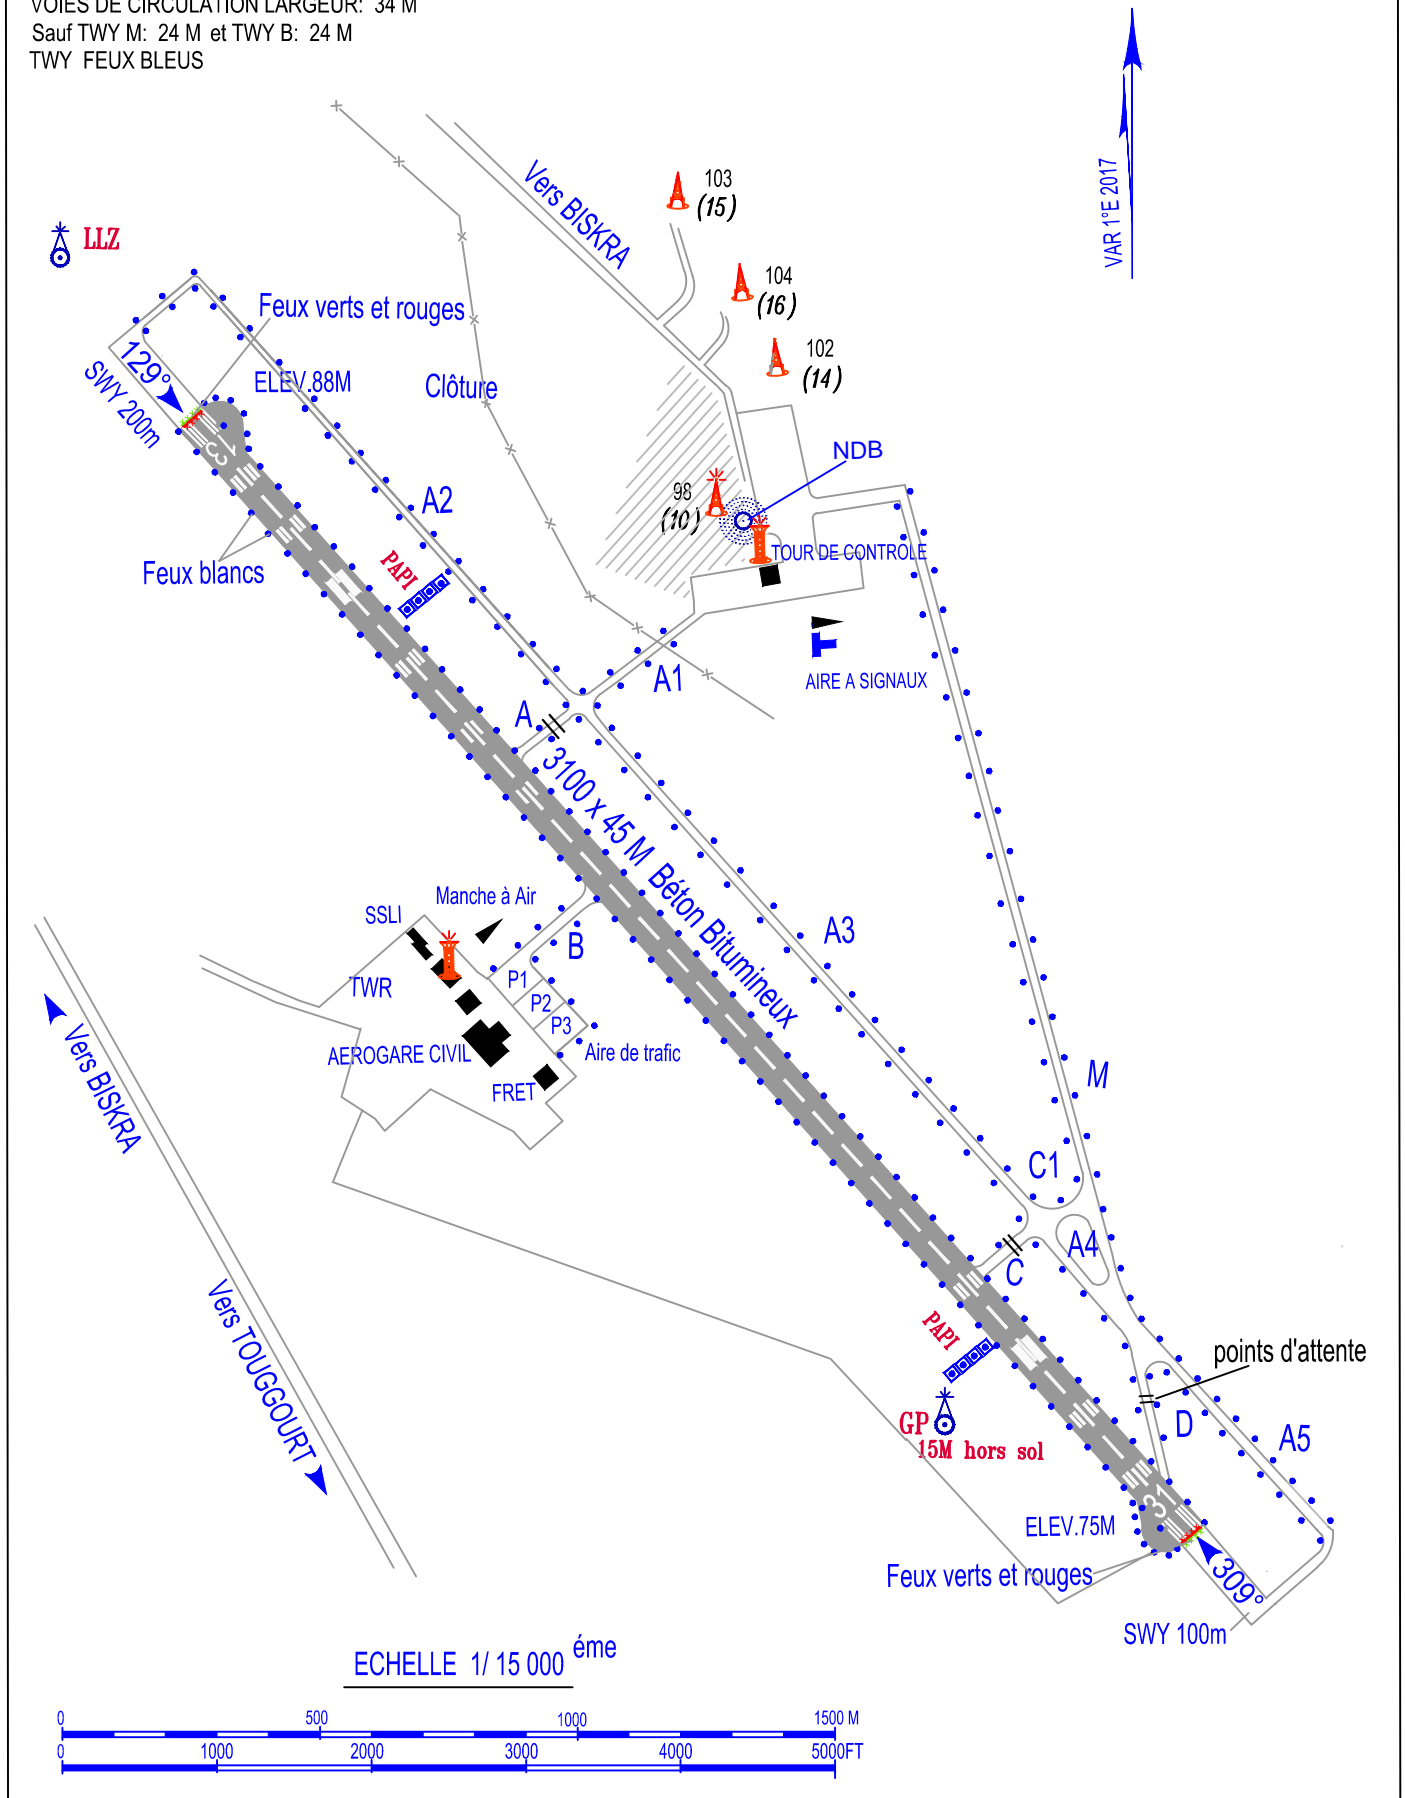 VOIES DE CIRCULATION LARGEUR: 34 M
Sauf TWY M: 24 M et TWY B: 24 M
TWY FEUX BLEUS
VAR 1°E 2017
Vers BISKRA
103
(15)
104
(16)
102
(14)
LLZ
Feux verts et rouges
129°
SWY 200m
ELEV.88M
Clôture
13
A2
NDB
98
(10)
TOUR DE CONTROLE
Feux blancs
PAPI
A1
AIRE A SIGNAUX
A
3100 x 45 M Béton Bitumineux
Manche à Air
SSLI
B
A3
TWR
P1
P2
P3
AEROGARE CIVIL
Aire de trafic
FRET
Vers BISKRA
M
C1
A4
C
Vers TOUGGOURT
PAPI
points d'attente
GP
15M hors sol
D
A5
31
ELEV.75M
Feux verts et rouges
309°
SWY 100m
ECHELLE 1/ 15 000 éme
0 500 1000 1500 M
0 1000 2000 3000 4000 5000FT